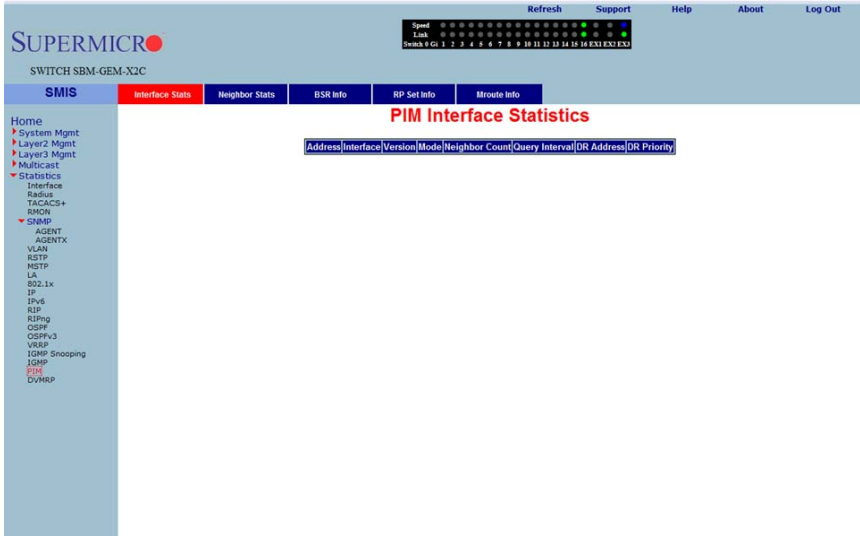 Refresh Support Help About Log Out
SUPERMICRO
Speed
Link
Switch 0 Gi 1 2 3 4 5 6 7 8 9 10 11 12 13 14 15 16 EX1 EX2 EX3
SWITCH SBM-GEM-X2C
SMIS
Interface Stats Neighbor Stats BSR Info RP Set Info Mroute Info
Home
System Mgmt
Layer2 Mgmt
Layer3 Mgmt
Multicast
Statistics
Interface
Radius
TACACS+
RMON
SNMP
AGENT
AGENTX
VLAN
RSTP
MSTP
LA
802.1x
IP
IPv6
RIP
RIPng
OSPF
OSPFv3
VRRP
IGMP Snooping
IGMP
PIM
DVMRP
PIM Interface Statistics
Address Interface Version Mode Neighbor Count Query Interval DR Address DR Priority